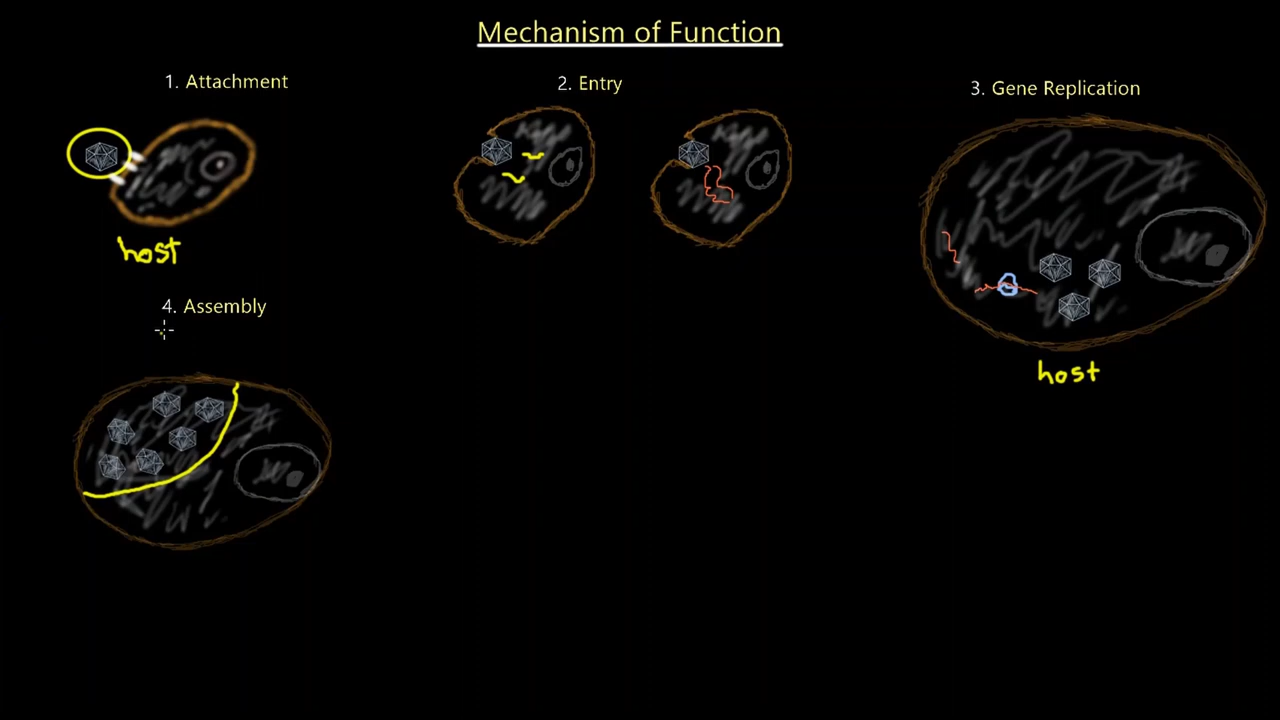 Mechanism of Function
1. Attachment
2. Entry
3. Gene Replication
host
4. Assembly
host